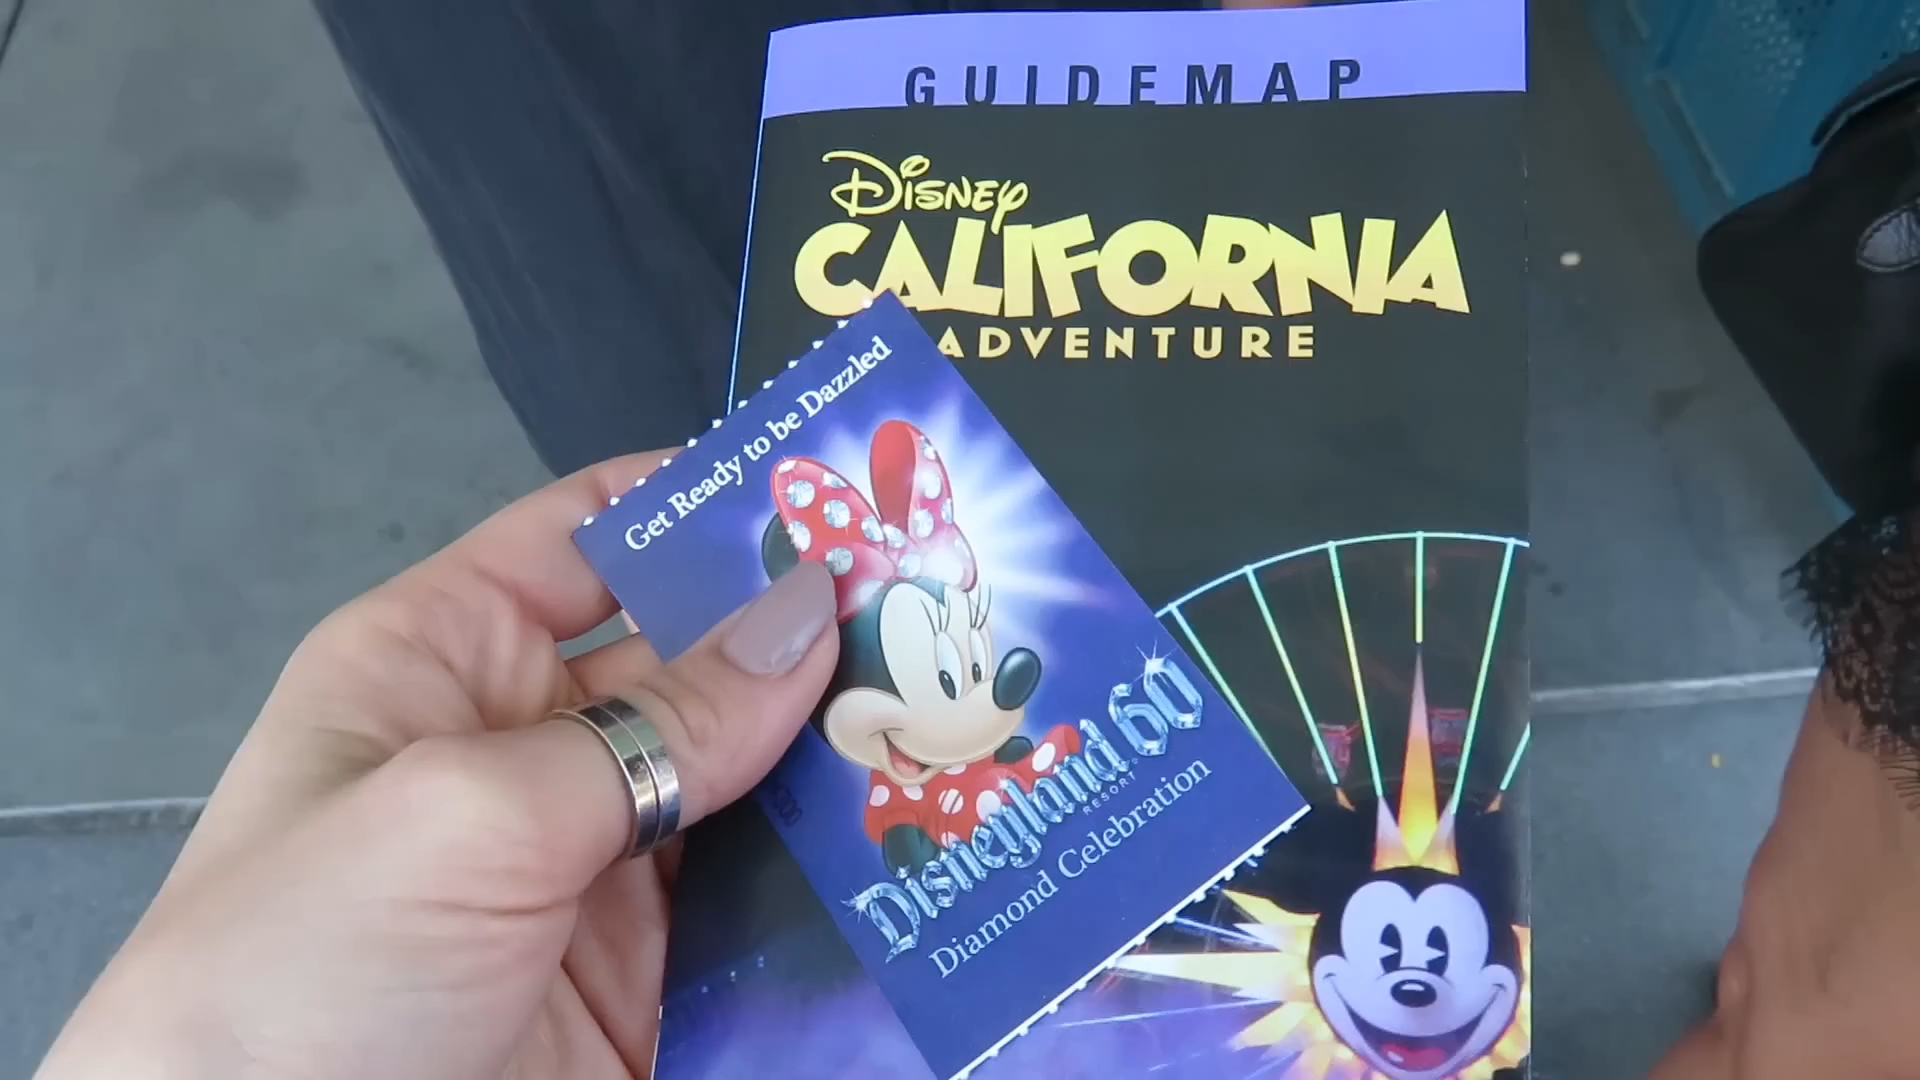 GUIDEMAP
Disney
CALIFORNIA
ADVENTURE
Get Ready to be Dazzled
Disneyland 60
RESORT
Diamond Celebration